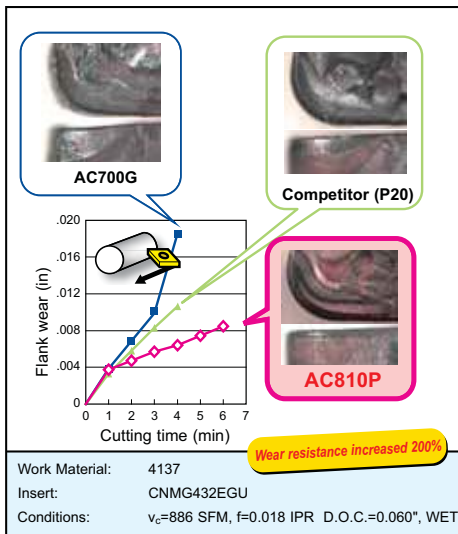 AC700G
Competitor (P20)
AC810P
Flank wear (in)
.020
.016
.012
.008
.004
0
0 1 2 3 4 5 6 7
Cutting time (min)
Wear resistance increased 200%
Work Material: 4137
Insert: CNMG432EGU
Conditions: vc=886 SFM, f=0.018 IPR D.O.C.=0.060", WET